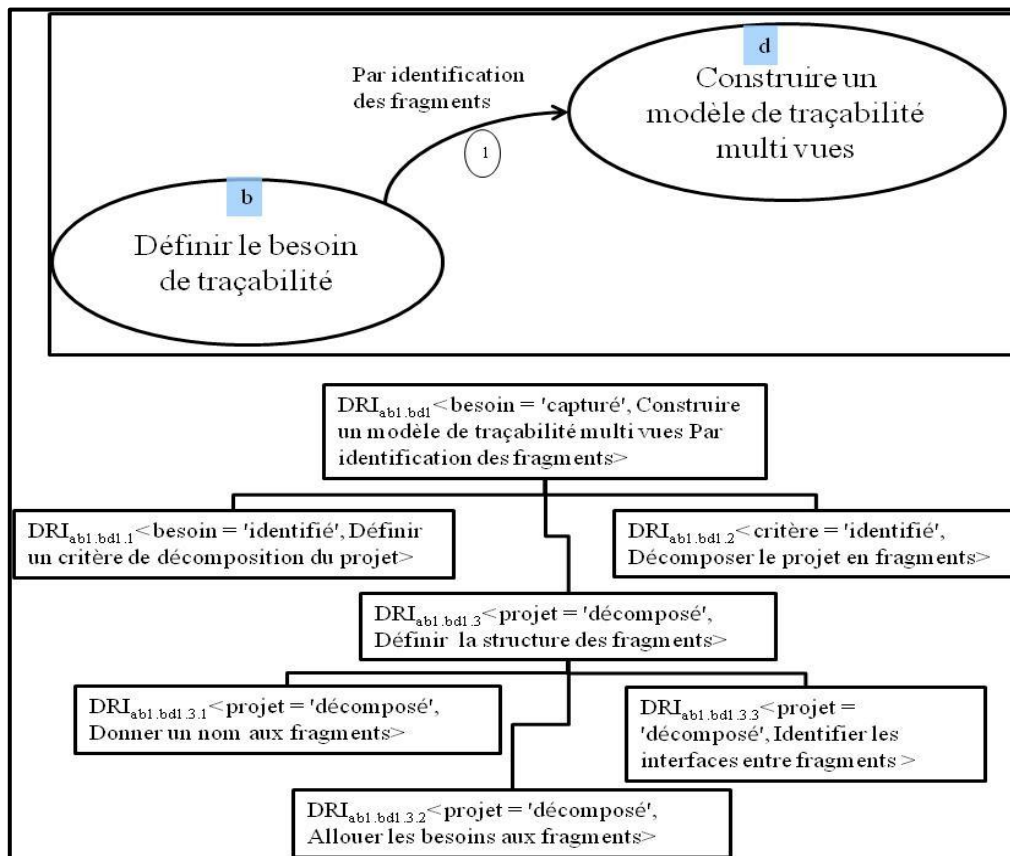 d
Par identification
des fragments
Construire un
modèle de traçabilité
multi vues
1
b
Définir le besoin
de traçabilité
DRIab1.bd1<besoin = 'capturé', Construire
un modèle de traçabilité multi vues Par
identification des fragments>
DRIab1.bd1.1<besoin = 'identifié', Définir
un critère de décomposition du projet>
DRIab1.bd1.2<critère = 'identifié',
Décomposer le projet en fragments>
DRIab1.bd1.3<projet = 'décomposé',
Définir la structure des fragments>
DRIab1.bd1.3.1<projet = 'décomposé',
Donner un nom aux fragments>
DRIab1.bd1.3.3<projet =
'décomposé', Identifier les
interfaces entre fragments >
DRIab1.bd1.3.2<projet = 'décomposé',
Allouer les besoins aux fragments>